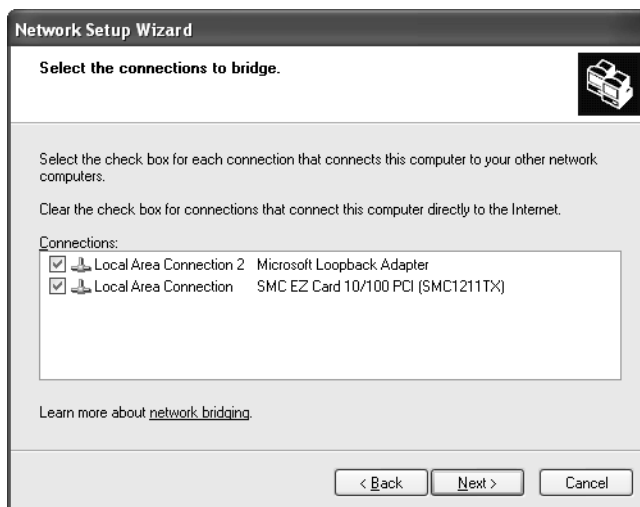 Network Setup Wizard
Select the connections to bridge.
Select the check box for each connection that connects this computer to your other network
computers.
Clear the check box for connections that connect this computer directly to the Internet.
Connections:
Local Area Connection 2 Microsoft Loopback Adapter
Local Area Connection SMC EZ Card 10/100 PCI (SMC1211TX)
Learn more about network bridging.
< Back Next > Cancel